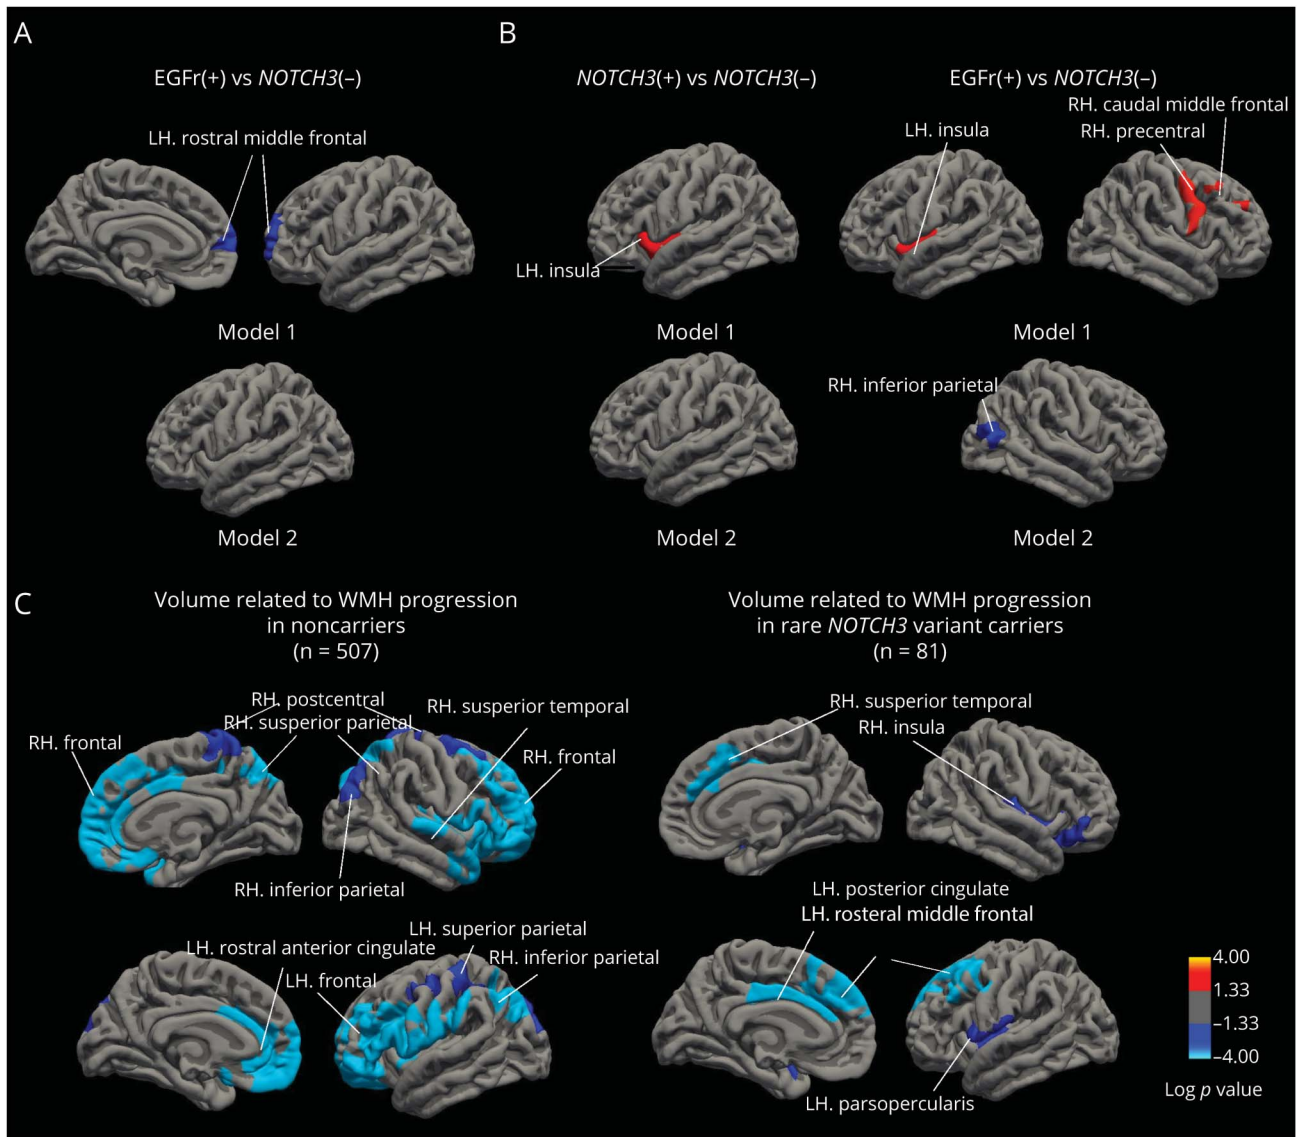 A
B
EGFr(+) vs NOTCH3(–)
NOTCH3(+) vs NOTCH3(–)
EGFr(+) vs NOTCH3(–)
RH. caudal middle frontal
LH. rostral middle frontal
LH. insula
RH. precentral
LH. insula
Model 1
Model 1
Model 1
RH. inferior parietal
Model 2
Model 2
Model 2
C
Volume related to WMH progression
in noncarriers
(n = 507)
Volume related to WMH progression
in rare NOTCH3 variant carriers
(n = 81)
RH. postcentral
RH. susperior parietal
RH. susperior temporal
RH. frontal
RH. frontal
RH. inferior parietal
RH. susperior temporal
RH. insula
LH. rostral anterior cingulate
LH. frontal
LH. superior parietal
RH. inferior parietal
LH. posterior cingulate
LH. rosteral middle frontal
LH. parsopercularis
4.00
1.33
–1.33
–4.00
Log p value